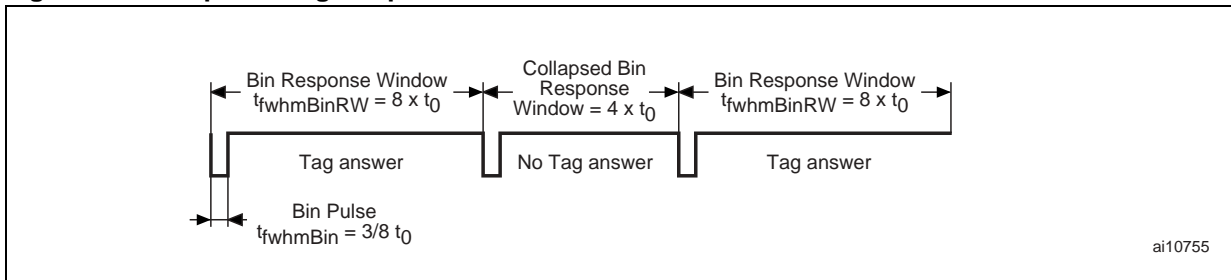 Bin Response Window
tfwhmBinRW = 8 x t0
Collapsed Bin
Response
Window = 4 x t0
Bin Response Window
tfwhmBinRW = 8 x t0
Tag answer
No Tag answer
Tag answer
Bin Pulse
tfwhmBin = 3/8 t0
ai10755